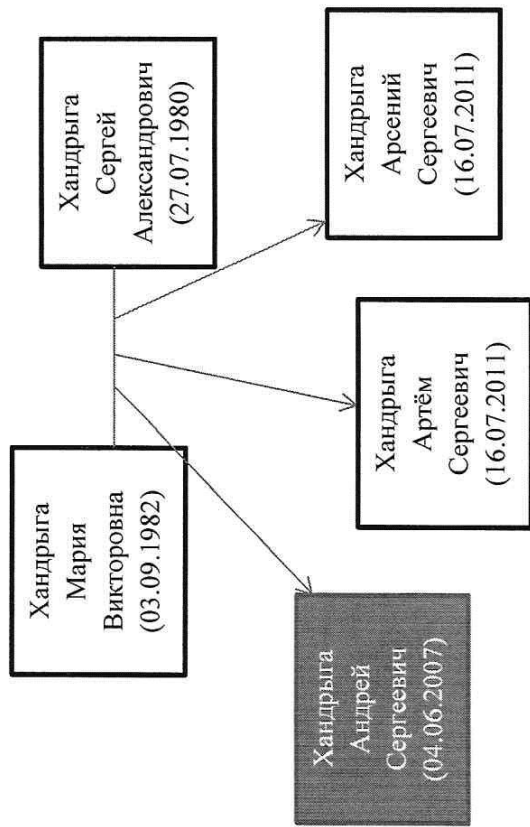 Хандрыга
Мария
Викторовна
(03.09.1982)
Хандрыга
Сергей
Александрович
(27.07.1980)
Хандрыга
Андрей
Сергеевич
(04.06.2007)
Хандрыга
Артём
Сергеевич
(16.07.2011)
Хандрыга
Арсений
Сергеевич
(16.07.2011)